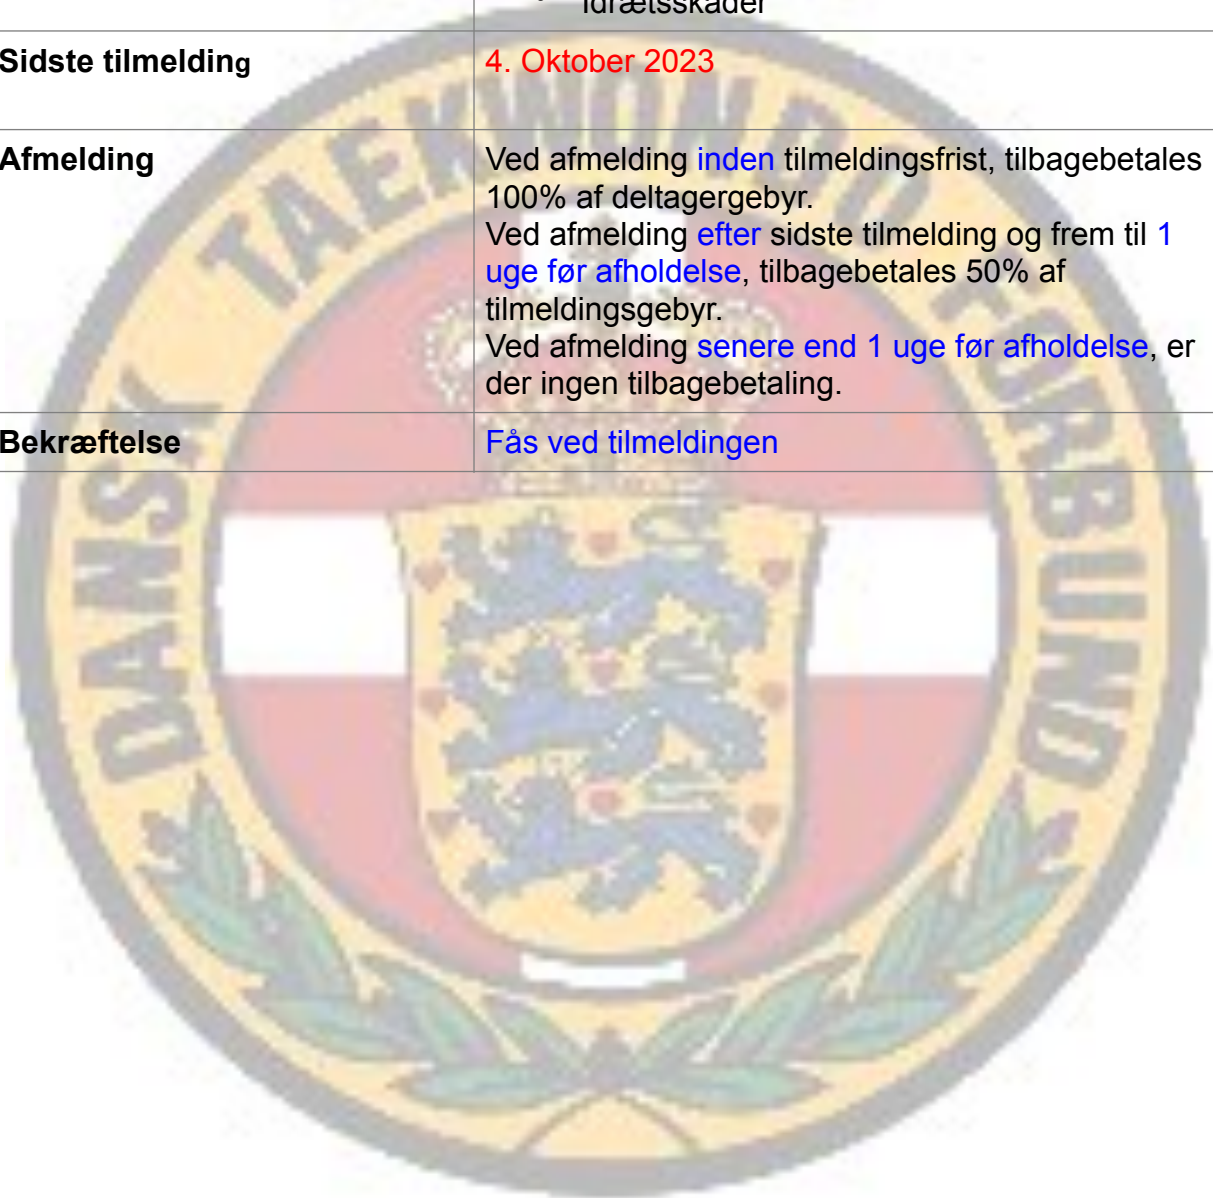 Idrætsskader
Sidste tilmelding
4. Oktober 2023
Afmelding
Ved afmelding inden tilmeldingsfrist, tilbagebetales
100% af deltagergebyr.
Ved afmelding efter sidste tilmelding og frem til 1
uge før afholdelse, tilbagebetales 50% af
tilmeldingsgebyr.
Ved afmelding senere end 1 uge før afholdelse, er
der ingen tilbagebetaling.
Bekræftelse
Fås ved tilmeldingen
DANSK TAEKWONDO FORBUND